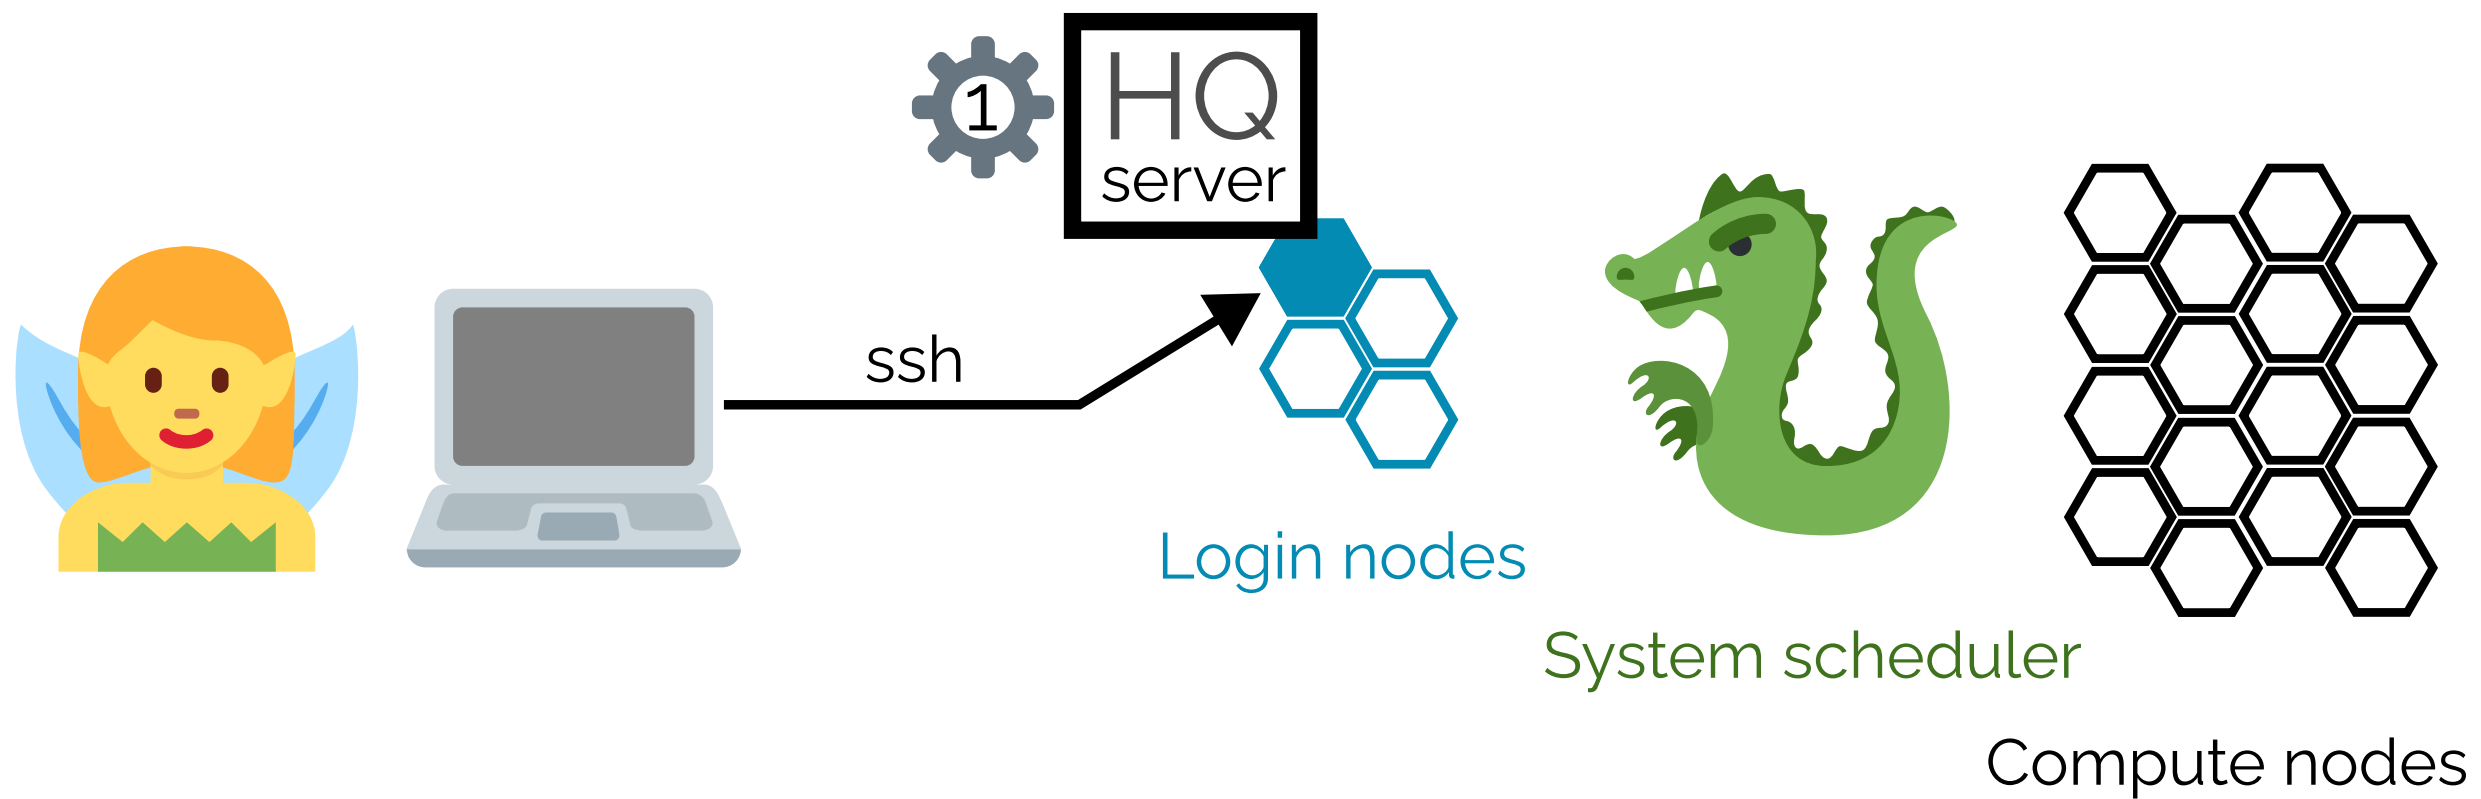 1
HQ
server
ssh
Login nodes
System scheduler
Compute nodes